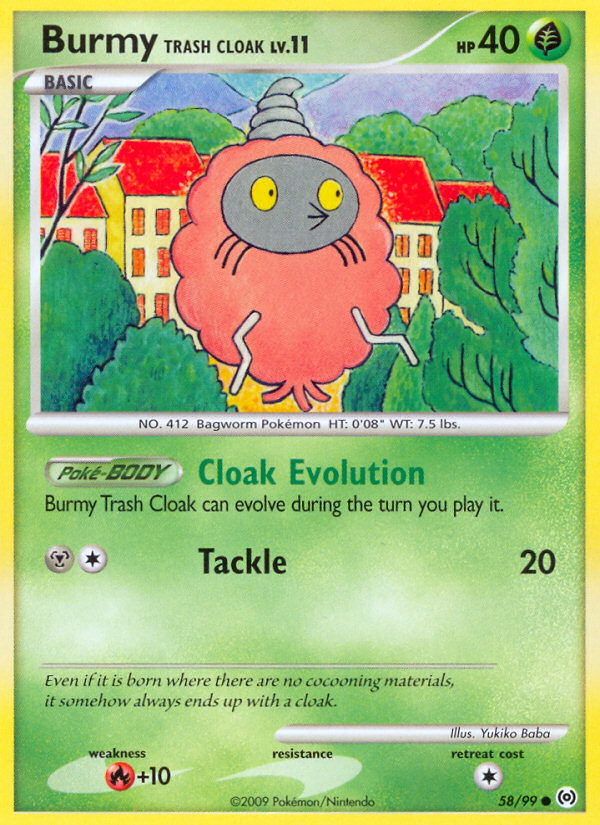 Burmy TRASH CLOAK LV.11 HP 40
BASIC
NO. 412 Bagworm Pokémon HT: 0'08" WT: 7.5 lbs.
Poké-BODY Cloak Evolution
Burmy Trash Cloak can evolve during the turn you play it.
Tackle 20
Even if it is born where there are no cocooning materials,
it somehow always ends up with a cloak.
Illus. Yukiko Baba
weakness resistance retreat cost
+10
©2009 Pokémon/Nintendo 58/99